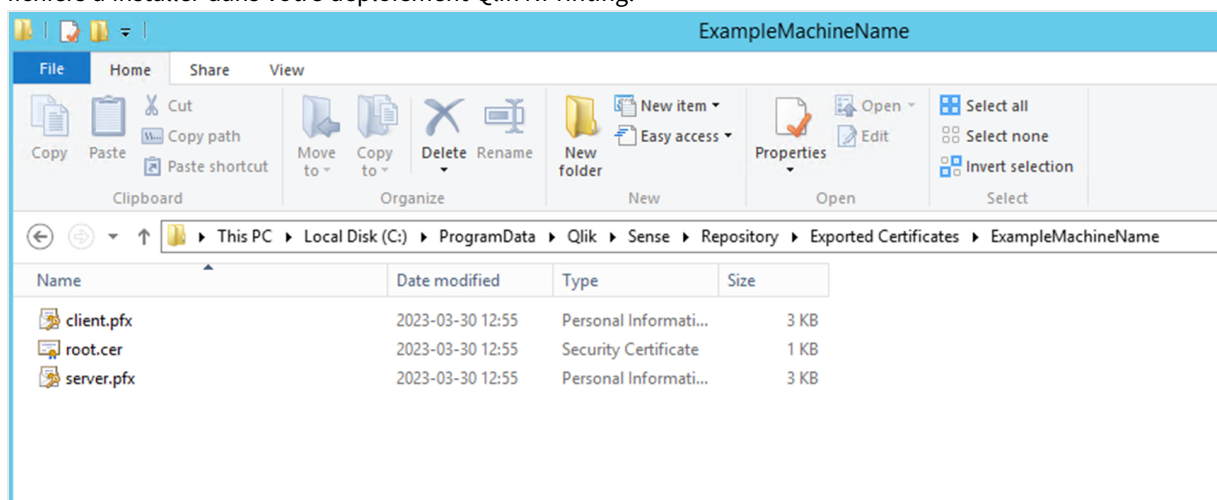 ExampleMachineName
File Home Share View
Copy Paste Cut Copy path Paste shortcut
Clipboard
Move to Copy to Delete Rename
Organize
New folder New item Easy access
New
Properties Open Edit
Open
Select all Select none Invert selection
Select
This PC Local Disk (C:) ProgramData Qlik Sense Repository Exported Certificates ExampleMachineName
Name Date modified Type Size
client.pfx 2023-03-30 12:55 Personal Informati... 3 KB
root.cer 2023-03-30 12:55 Security Certificate 1 KB
server.pfx 2023-03-30 12:55 Personal Informati... 3 KB